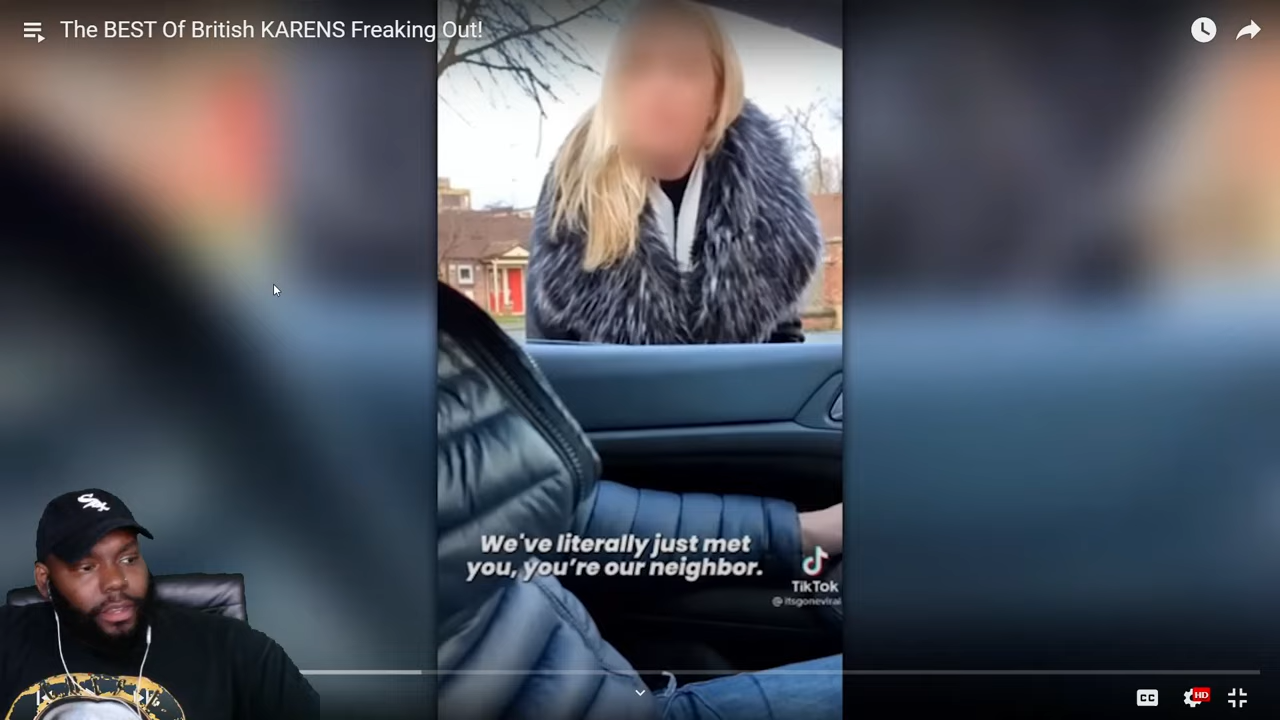 The BEST Of British KARENS Freaking Out!
We've literally just met
you, you're our neighbor.
TikTok
@itsgoneviral
CC
HD
Sox